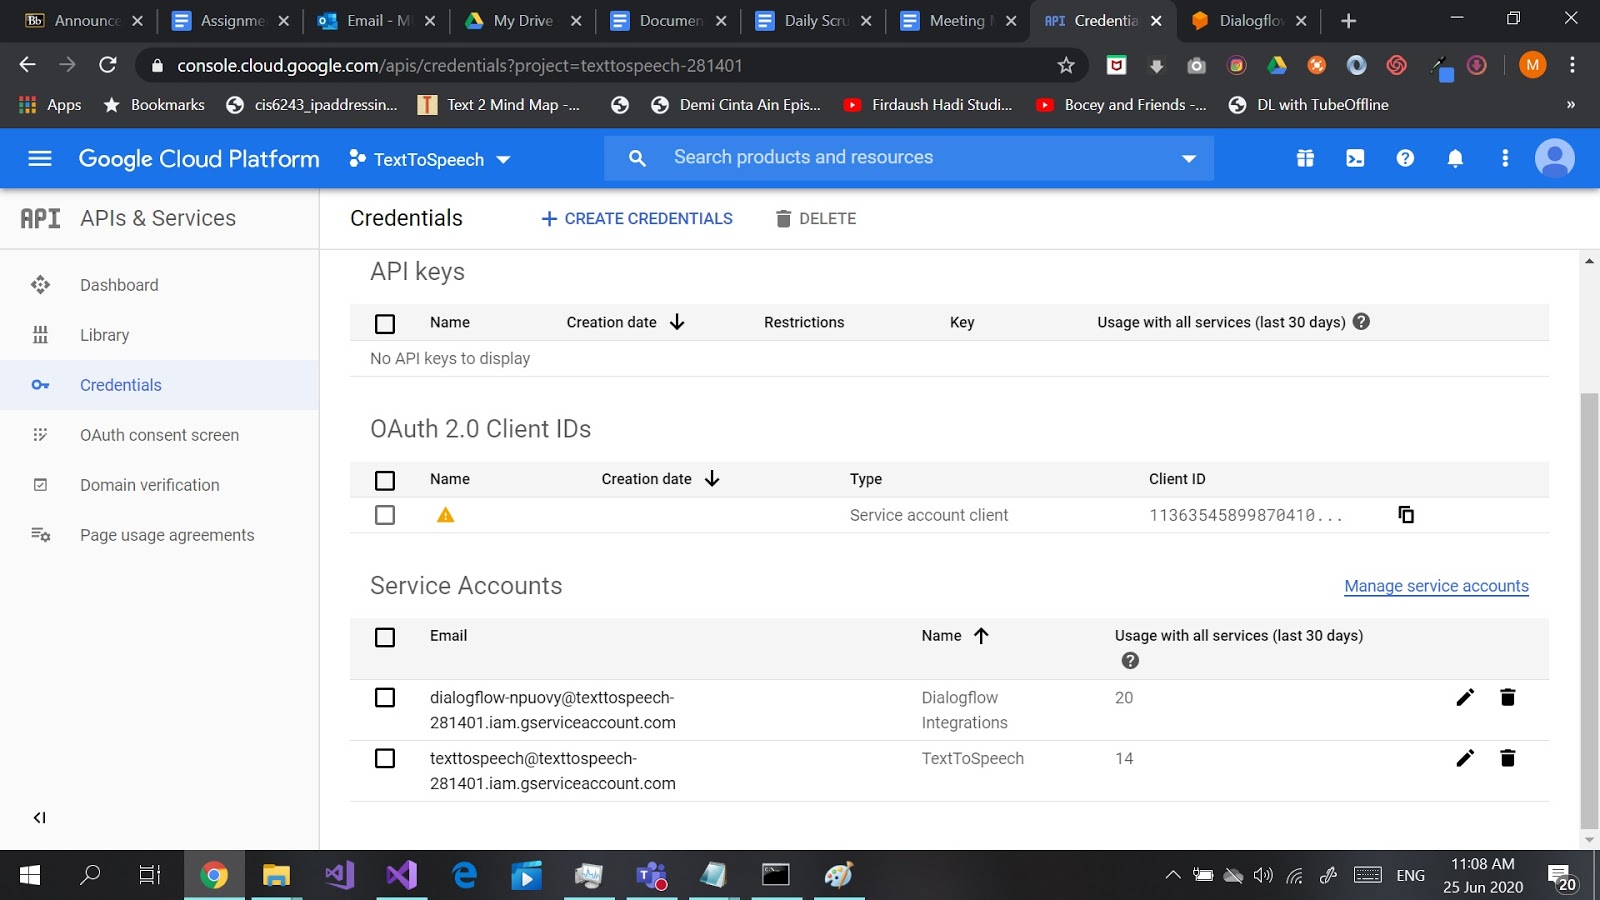 Bb Announce
Assignme
Email - M
My Drive
Documen
Daily Scru
Meeting
API Credentia
Dialogflow
console.cloud.google.com/apis/credentials?project=texttospeech-281401
M
Apps
Bookmarks
cis6243_ipaddressin...
T Text 2 Mind Map -...
Demi Cinta Ain Epis...
Firdaush Hadi Studi...
Bocey and Friends -...
DL with TubeOffline
»
Google Cloud Platform
TextToSpeech
Search products and resources
API APIs & Services
Credentials
CREATE CREDENTIALS
DELETE
Dashboard
Library
Credentials
OAuth consent screen
Domain verification
Page usage agreements
API keys
Name Creation date Restrictions Key Usage with all services (last 30 days)
No API keys to display
OAuth 2.0 Client IDs
Name Creation date Type Client ID
Service account client 11363545899870410...
Service Accounts
Manage service accounts
Email Name Usage with all services (last 30 days)
dialogflow-npuovy@texttospeech- Dialogflow 20
281401.iam.gserviceaccount.com Integrations
texttospeech@texttospeech- TextToSpeech 14
281401.iam.gserviceaccount.com
ENG
11:08 AM
25 Jun 2020
20